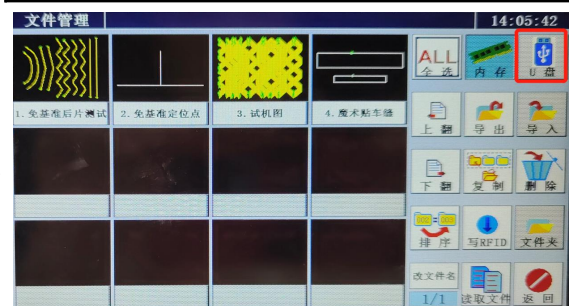 文件管理
14:05:42
ALL
全选
内存
U 盘
1. 免基准后片测试
2. 免基准定位点
3. 试机图
4. 魔术贴车缝
上翻
导出
导入
下翻
复制
删除
排序
写RFID
文件夹
改文件名
1/1
读取文件
返回